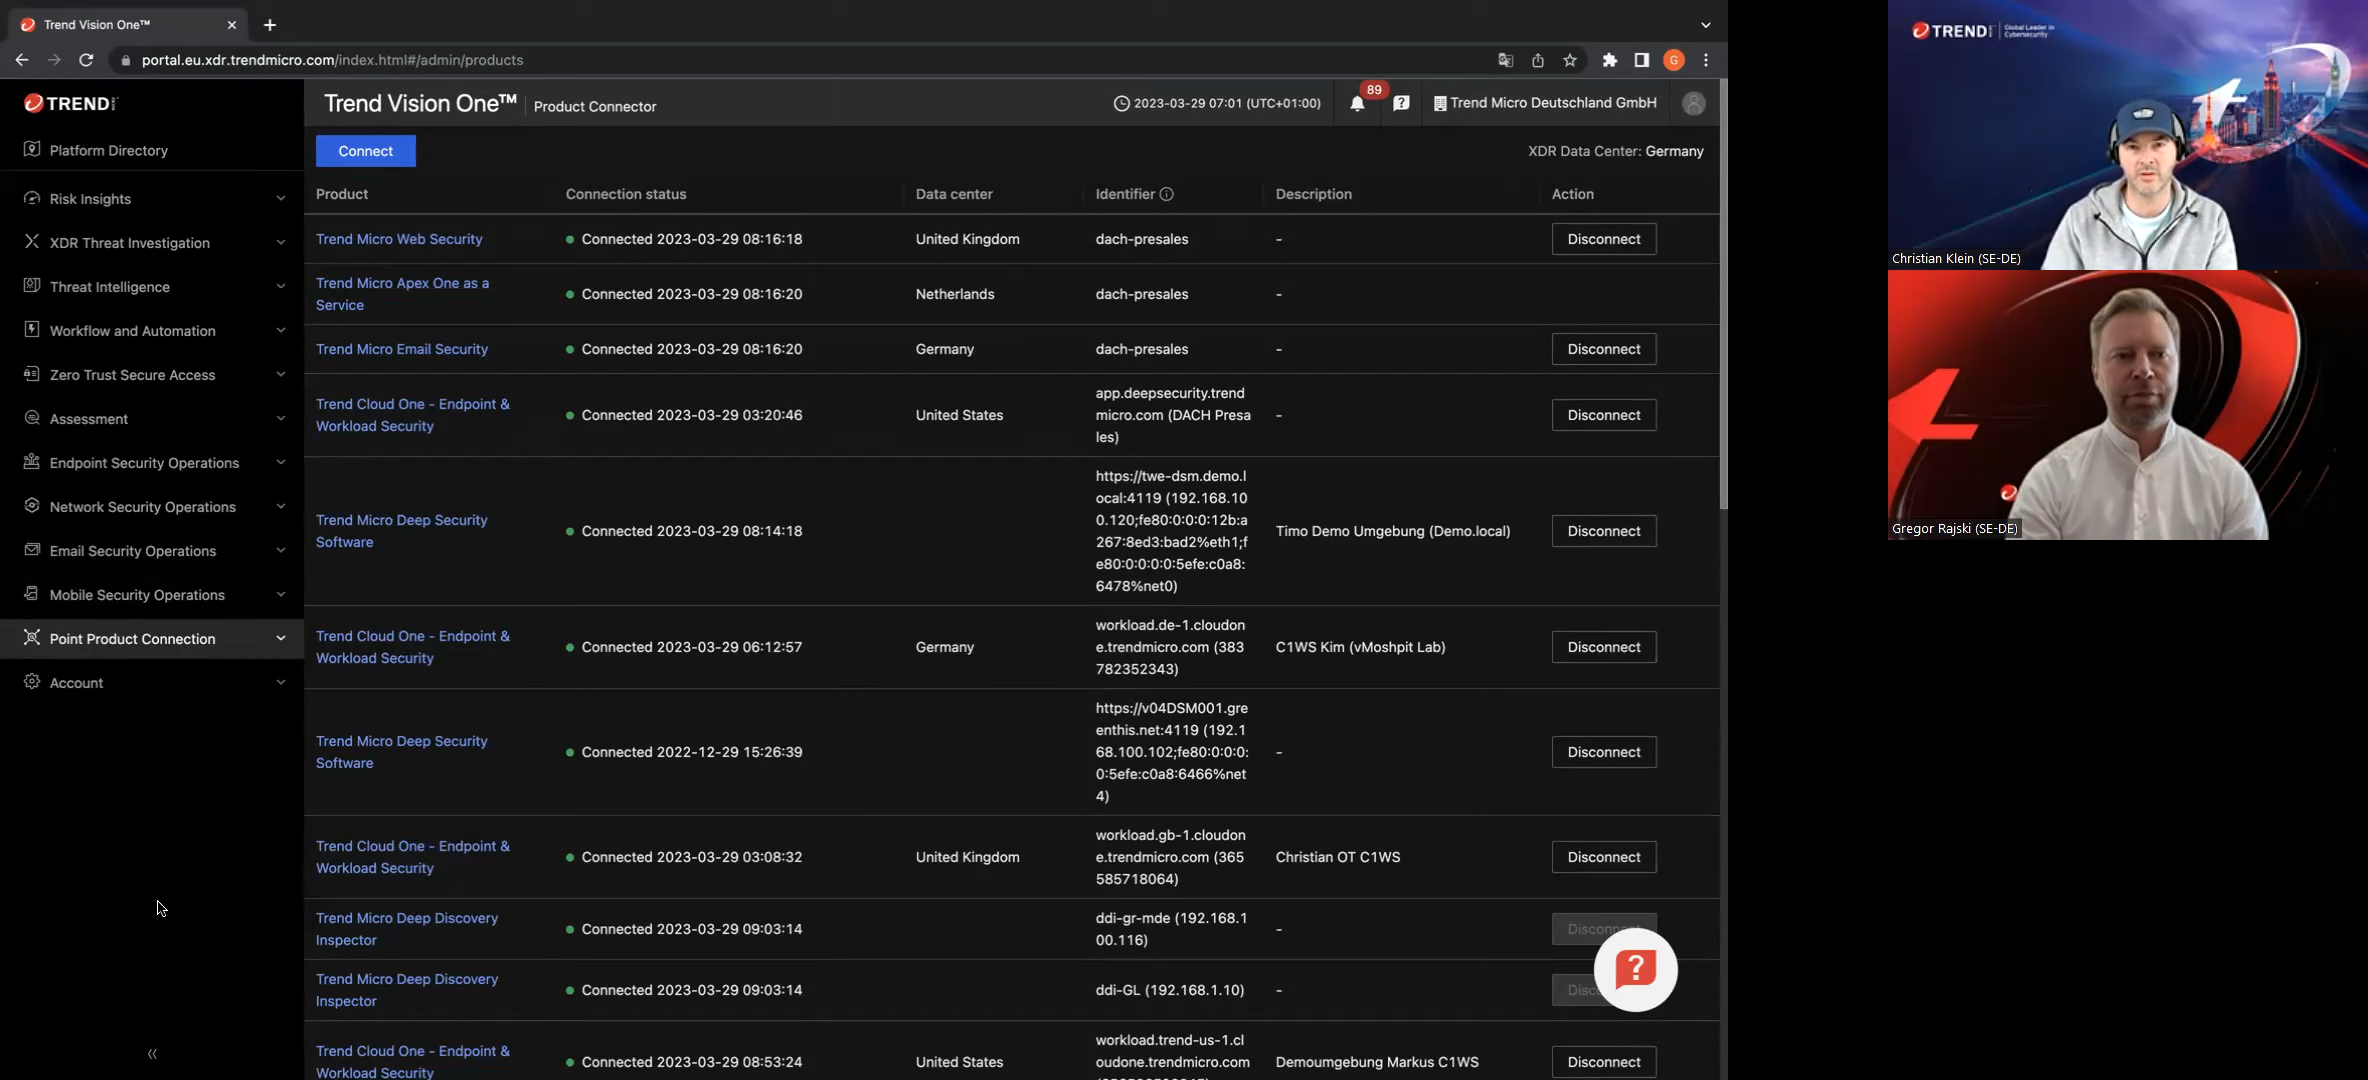 Trend Vision One™
portal.eu.xdr.trendmicro.com/index.html#/admin/products
G
TREND
Platform Directory
Risk Insights
XDR Threat Investigation
Threat Intelligence
Workflow and Automation
Zero Trust Secure Access
Assessment
Endpoint Security Operations
Network Security Operations
Email Security Operations
Mobile Security Operations
Point Product Connection
Account
Trend Vision One™ Product Connector
2023-03-29 07:01 (UTC+01:00)
89
Trend Micro Deutschland GmbH
Connect
XDR Data Center: Germany
Product Connection status Data center Identifier Description Action
Trend Micro Web Security Connected 2023-03-29 08:16:18 United Kingdom dach-presales - Disconnect
Trend Micro Apex One as a
Service
Connected 2023-03-29 08:16:20 Netherlands dach-presales -
Trend Micro Email Security Connected 2023-03-29 08:16:20 Germany dach-presales - Disconnect
Trend Cloud One - Endpoint &
Workload Security
Connected 2023-03-29 03:20:46 United States
app.deepsecurity.trend
micro.com (DACH Presa
les)
- Disconnect
Trend Micro Deep Security
Software
Connected 2023-03-29 08:14:18
https://twe-dsm.demo.l
ocal:4119 (192.168.10
0.120;fe80:0:0:0:12b:a
267:8ed3:bad2%eth1;f
e80:0:0:0:0:5efe:c0a8:
6478%net0)
Timo Demo Umgebung (Demo.local) Disconnect
Trend Cloud One - Endpoint &
Workload Security
Connected 2023-03-29 06:12:57 Germany
workload.de-1.cloudon
e.trendmicro.com (383
782352343)
C1WS Kim (vMoshpit Lab) Disconnect
Trend Micro Deep Security
Software
Connected 2022-12-29 15:26:39
https://v04DSM001.gre
enthis.net:4119 (192.1
68.100.102;fe80:0:0:0:
0:5efe:c0a8:6466%net
4)
- Disconnect
Trend Cloud One - Endpoint &
Workload Security
Connected 2023-03-29 03:08:32 United Kingdom
workload.gb-1.cloudon
e.trendmicro.com (365
585718064)
Christian OT C1WS Disconnect
Trend Micro Deep Discovery
Inspector
Connected 2023-03-29 09:03:14
ddi-gr-mde (192.168.1
00.116)
-
Trend Micro Deep Discovery
Inspector
Connected 2023-03-29 09:03:14 ddi-GL (192.168.1.10) -
Trend Cloud One - Endpoint &
Workload Security
Connected 2023-03-29 08:53:24 United States
workload.trend-us-1.cl
oudone.trendmicro.com
Demoumgebung Markus C1WS Disconnect
TREND
Global Leader in
Cybersecurity
Christian Klein (SE-DE)
Gregor Rajski (SE-DE)